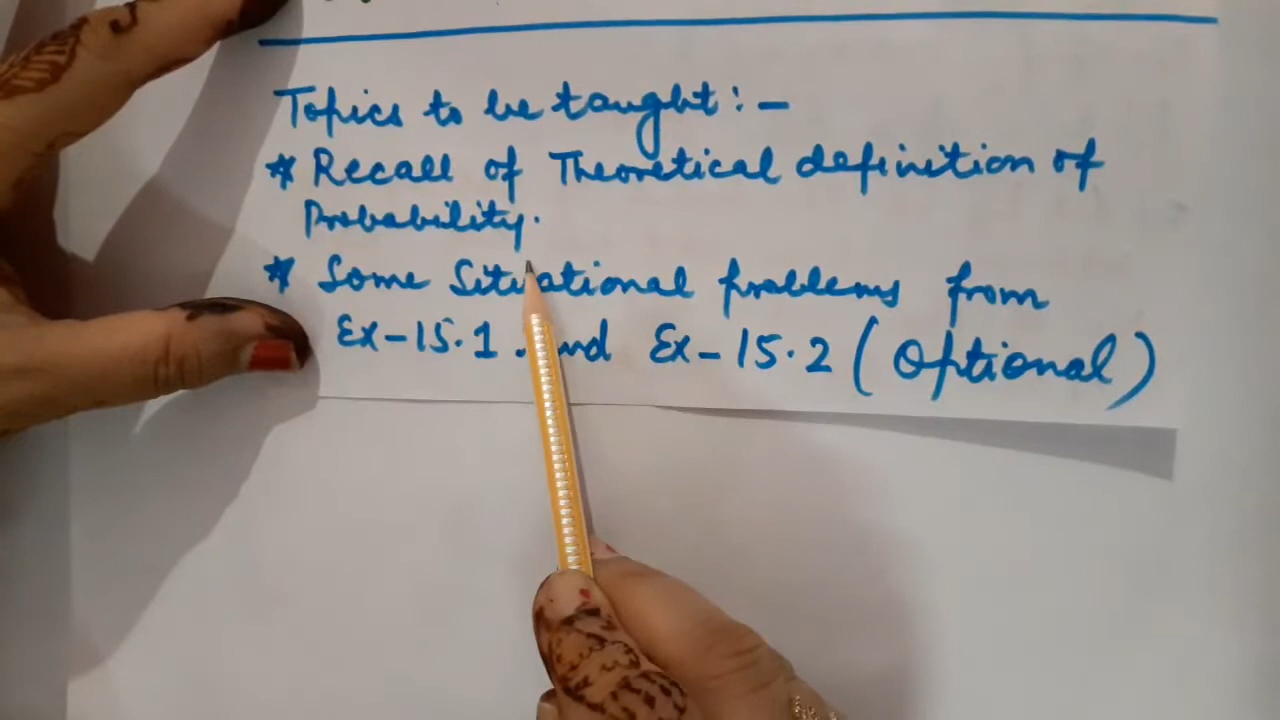 Topics to be taught:-
* Recall of Theoretical definition of
Probability.
* Some Situational problems from
Ex-15.1 and Ex-15.2 (Optional)